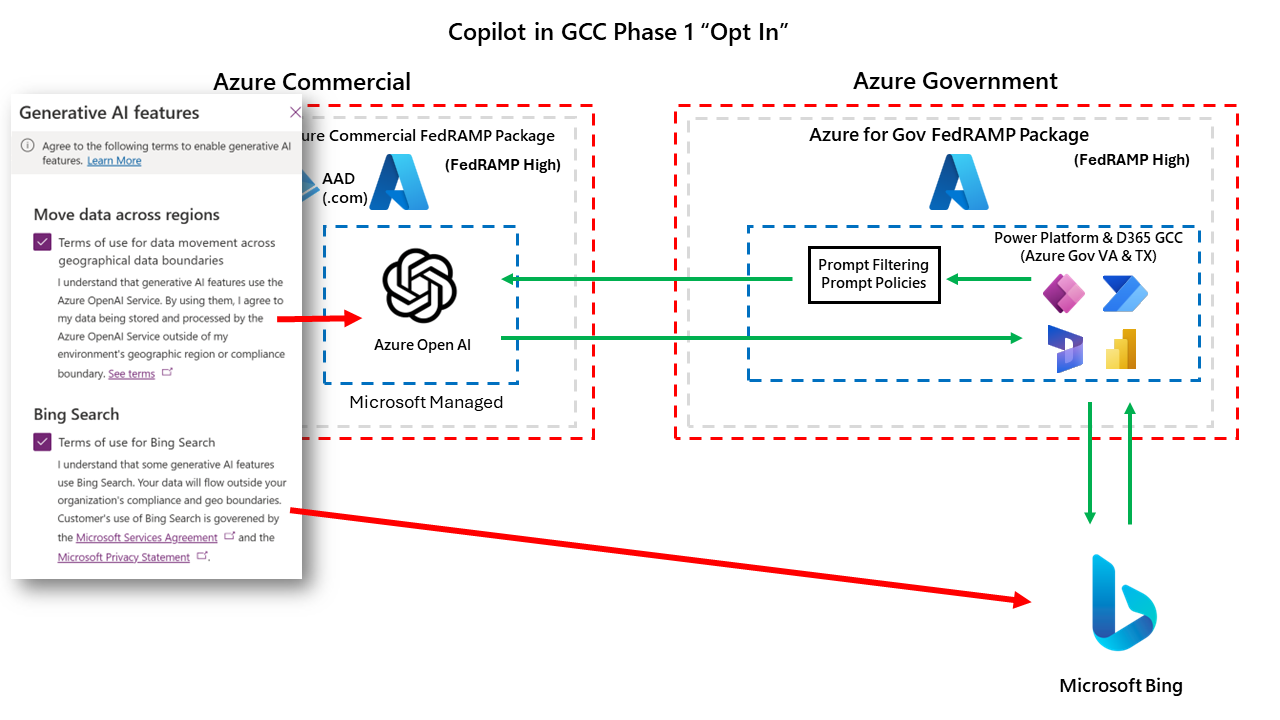 Copilot in GCC Phase 1 “Opt In”
Azure Commercial
Generative AI features
Agree to the following terms to enable generative AI
features. Learn More
Move data across regions
Terms of use for data movement across
geographical data boundaries
I understand that generative AI features use the
Azure OpenAI Service. By using them, I agree to
my data being stored and processed by the
Azure OpenAI Service outside of my
environment's geographic region or compliance
boundary. See terms
Bing Search
Terms of use for Bing Search
I understand that some generative AI features
use Bing Search. Your data will flow outside your
organization's compliance and geo boundaries.
Customer's use of Bing Search is goverened by
the Microsoft Services Agreement and the
Microsoft Privacy Statement.
ure Commercial FedRAMP Package
(FedRAMP High)
AAD
(.com)
Azure Open AI
Microsoft Managed
Azure Government
Azure for Gov FedRAMP Package
(FedRAMP High)
Power Platform & D365 GCC
(Azure Gov VA & TX)
Prompt Filtering
Prompt Policies
Microsoft Bing